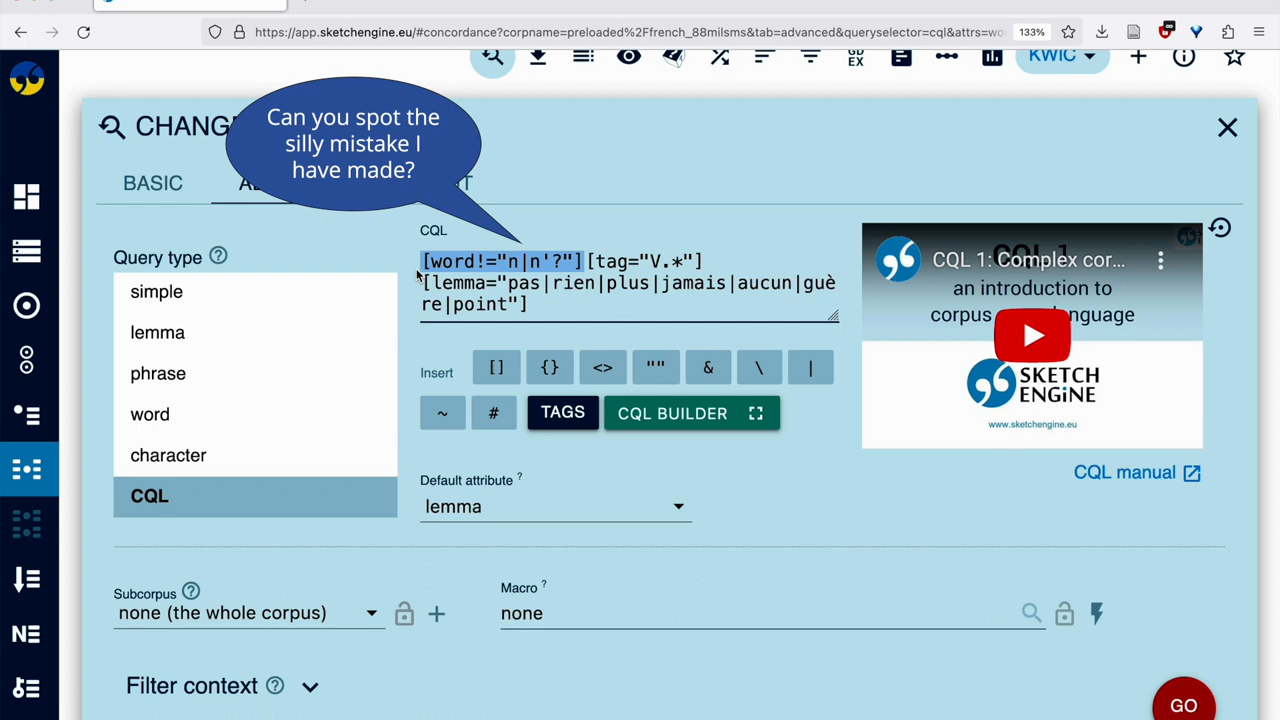 https://app.sketchengine.eu/#concordance?corpname=preloaded%2Ffrench_88milsms&tab=advanced&queryselector=cql&attrs=wo
133%
GD
EX
KWIC
CHANG
Can you spot the
silly mistake I
have made?
BASIC
T
Query type
simple
lemma
phrase
word
character
CQL
CQL
[word!="n|n'?"][tag="V.*"]
[lemma="pas|rien|plus|jamais|aucun|guè
re|point"]
Insert
[]
{}
<>
""
&
\
|
~
#
TAGS
CQL BUILDER
Default attribute ?
lemma
CQL 1: Complex cor...
an introduction to
corpus
SKETCH
ENGINE
www.sketchengine.eu
CQL manual
Subcorpus
none (the whole corpus)
Macro ?
none
Filter context
GO